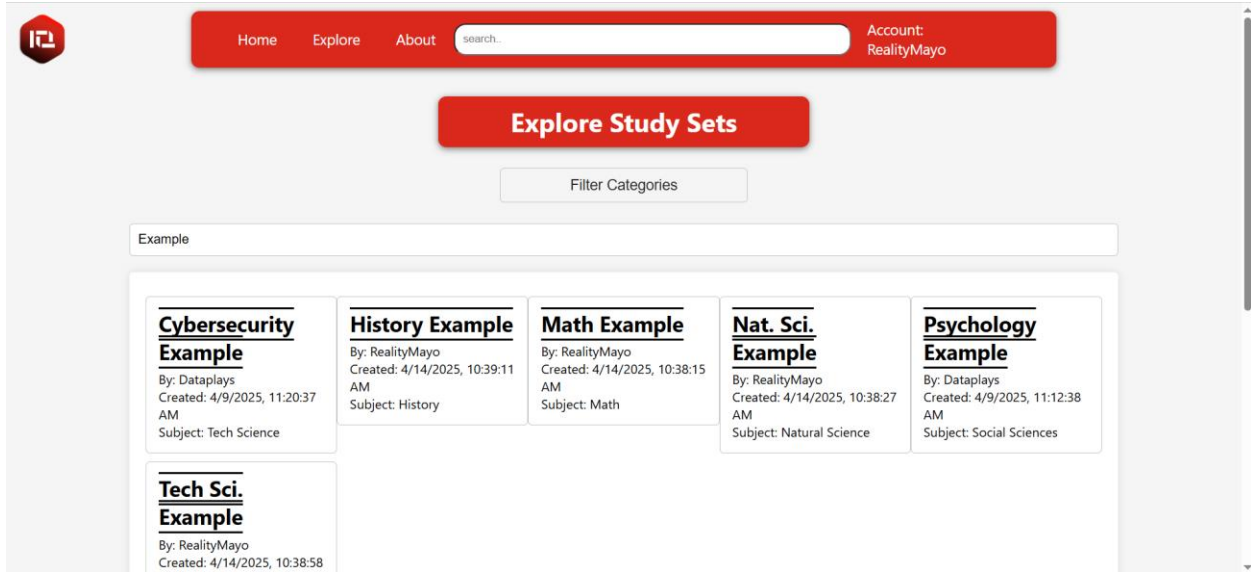 Home Explore About search.. Account:
RealityMayo
Explore Study Sets
Filter Categories
Example
Cybersecurity
Example
By: Dataplays
Created: 4/9/2025, 11:20:37
AM
Subject: Tech Science
History Example
By: RealityMayo
Created: 4/14/2025, 10:39:11
AM
Subject: History
Math Example
By: RealityMayo
Created: 4/14/2025, 10:38:15
AM
Subject: Math
Nat. Sci.
Example
By: RealityMayo
Created: 4/14/2025, 10:38:27
AM
Subject: Natural Science
Psychology
Example
By: Dataplays
Created: 4/9/2025, 11:12:38
AM
Subject: Social Sciences
Tech Sci.
Example
By: RealityMayo
Created: 4/14/2025, 10:38:58